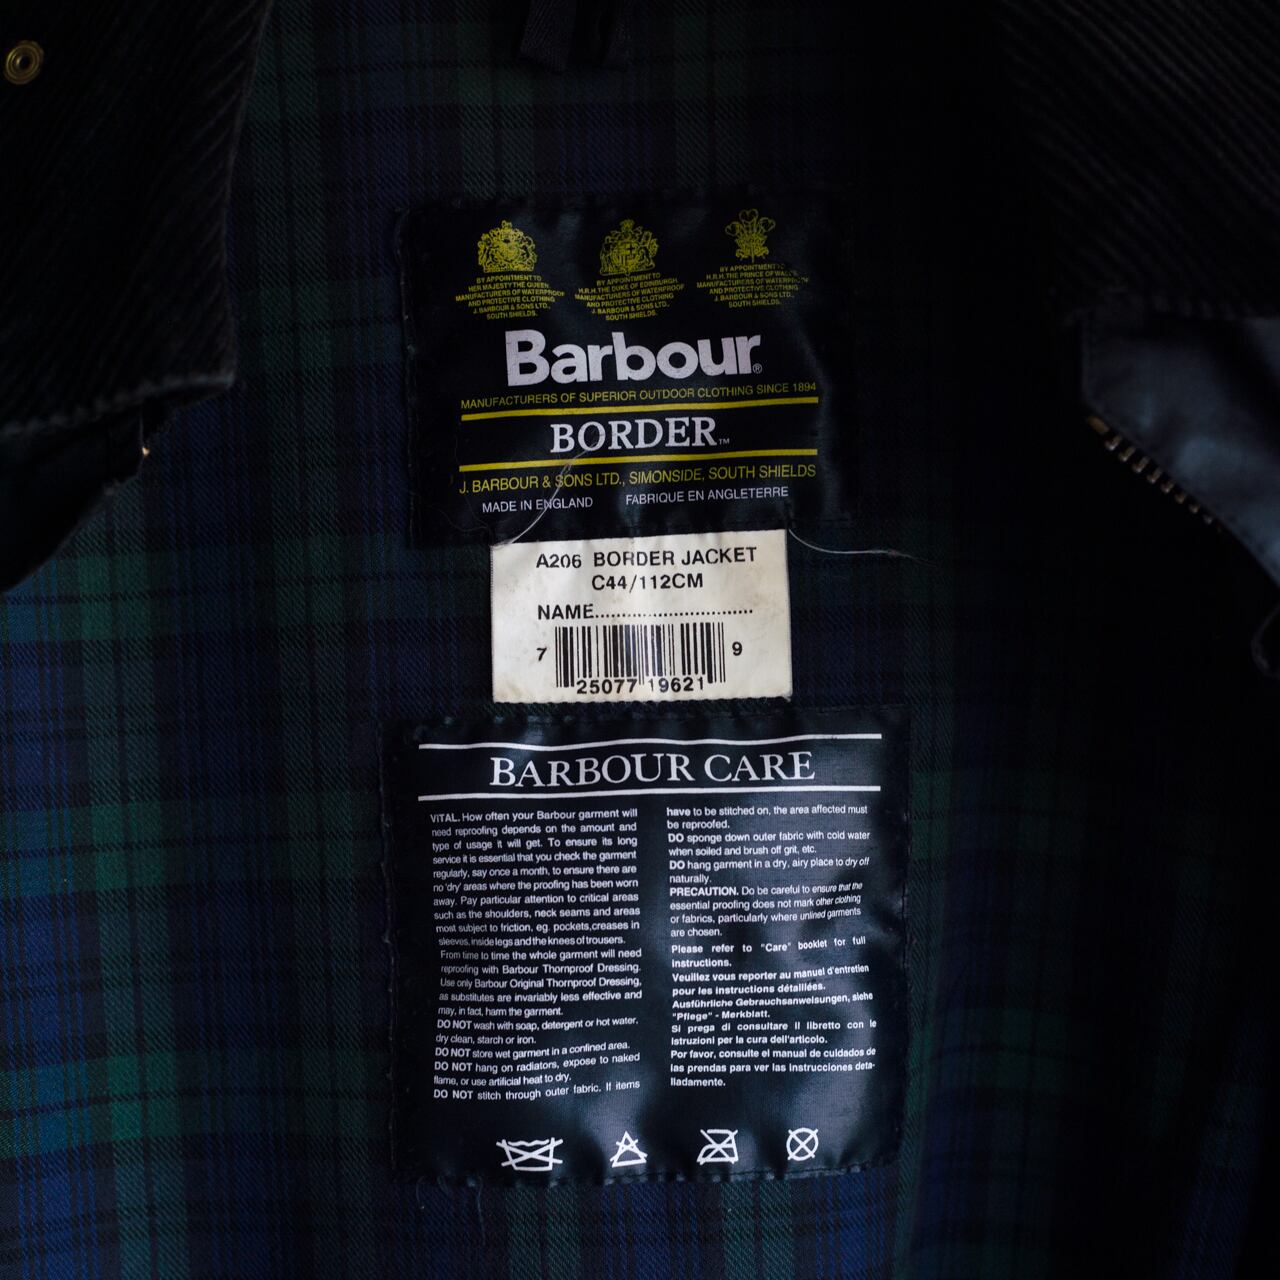 BY APPOINTMENT TO
HER MAJESTY THE QUEEN
MANUFACTURERS OF WATERPROOF
AND PROTECTIVE CLOTHING
J. BARBOUR & SONS LTD.,
SOUTH SHIELDS.
BY APPOINTMENT TO
H.R.H. THE DUKE OF EDINBURGH
MANUFACTURERS OF WATERPROOF
AND PROTECTIVE CLOTHING
J. BARBOUR & SONS LTD.,
SOUTH SHIELDS.
BY APPOINTMENT TO
H.R.H. THE PRINCE OF WALES
MANUFACTURERS OF WATERPROOF
AND PROTECTIVE CLOTHING
J. BARBOUR & SONS LTD.,
SOUTH SHIELDS.
Barbour®
MANUFACTURERS OF SUPERIOR OUTDOOR CLOTHING SINCE 1894
BORDER™
J. BARBOUR & SONS LTD., SIMONSIDE, SOUTH SHIELDS
MADE IN ENGLAND FABRIQUE EN ANGLETERRE
A206 BORDER JACKET
C44/112CM
NAME..............................
7 25077 19621 9
BARBOUR CARE
VITAL. How often your Barbour garment will
need reproofing depends on the amount and
type of usage it will get. To ensure its long
service it is essential that you check the garment
regularly, say once a month, to ensure there are
no 'dry' areas where the proofing has been worn
away. Pay particular attention to critical areas
such as the shoulders, neck seams and areas
most subject to friction, eg. pockets,creases in
sleeves, inside legs and the knees of trousers.
From time to time the whole garment will need
reproofing with Barbour Thornproof Dressing.
Use only Barbour Original Thornproof Dressing,
as substitutes are invariably less effective and
may, in fact, harm the garment.
DO NOT wash with soap, detergent or hot water,
dry clean, starch or iron.
DO NOT store wet garment in a confined area.
DO NOT hang on radiators, expose to naked
flame, or use artificial heat to dry.
DO NOT stitch through outer fabric. If items
have to be stitched on, the area affected must
be reproofed.
DO sponge down outer fabric with cold water
when soiled and brush off grit, etc.
DO hang garment in a dry, airy place to dry off
naturally.
PRECAUTION. Do be careful to ensure that the
essential proofing does not mark other clothing
or fabrics, particularly where unlined garments
are chosen.
Please refer to "Care" booklet for full
instructions.
Veuillez vous reporter au manuel d'entretien
pour les instructions détaillées.
Ausführliche Gebrauchsanweisungen, siehe
"Pflege" - Merkblatt.
Si prega di consultare il libretto con le
istruzioni per la cura dell'articolo.
Por favor, consulte el manual de cuidados de
las prendas para ver las instrucciones deta-
lladamente.